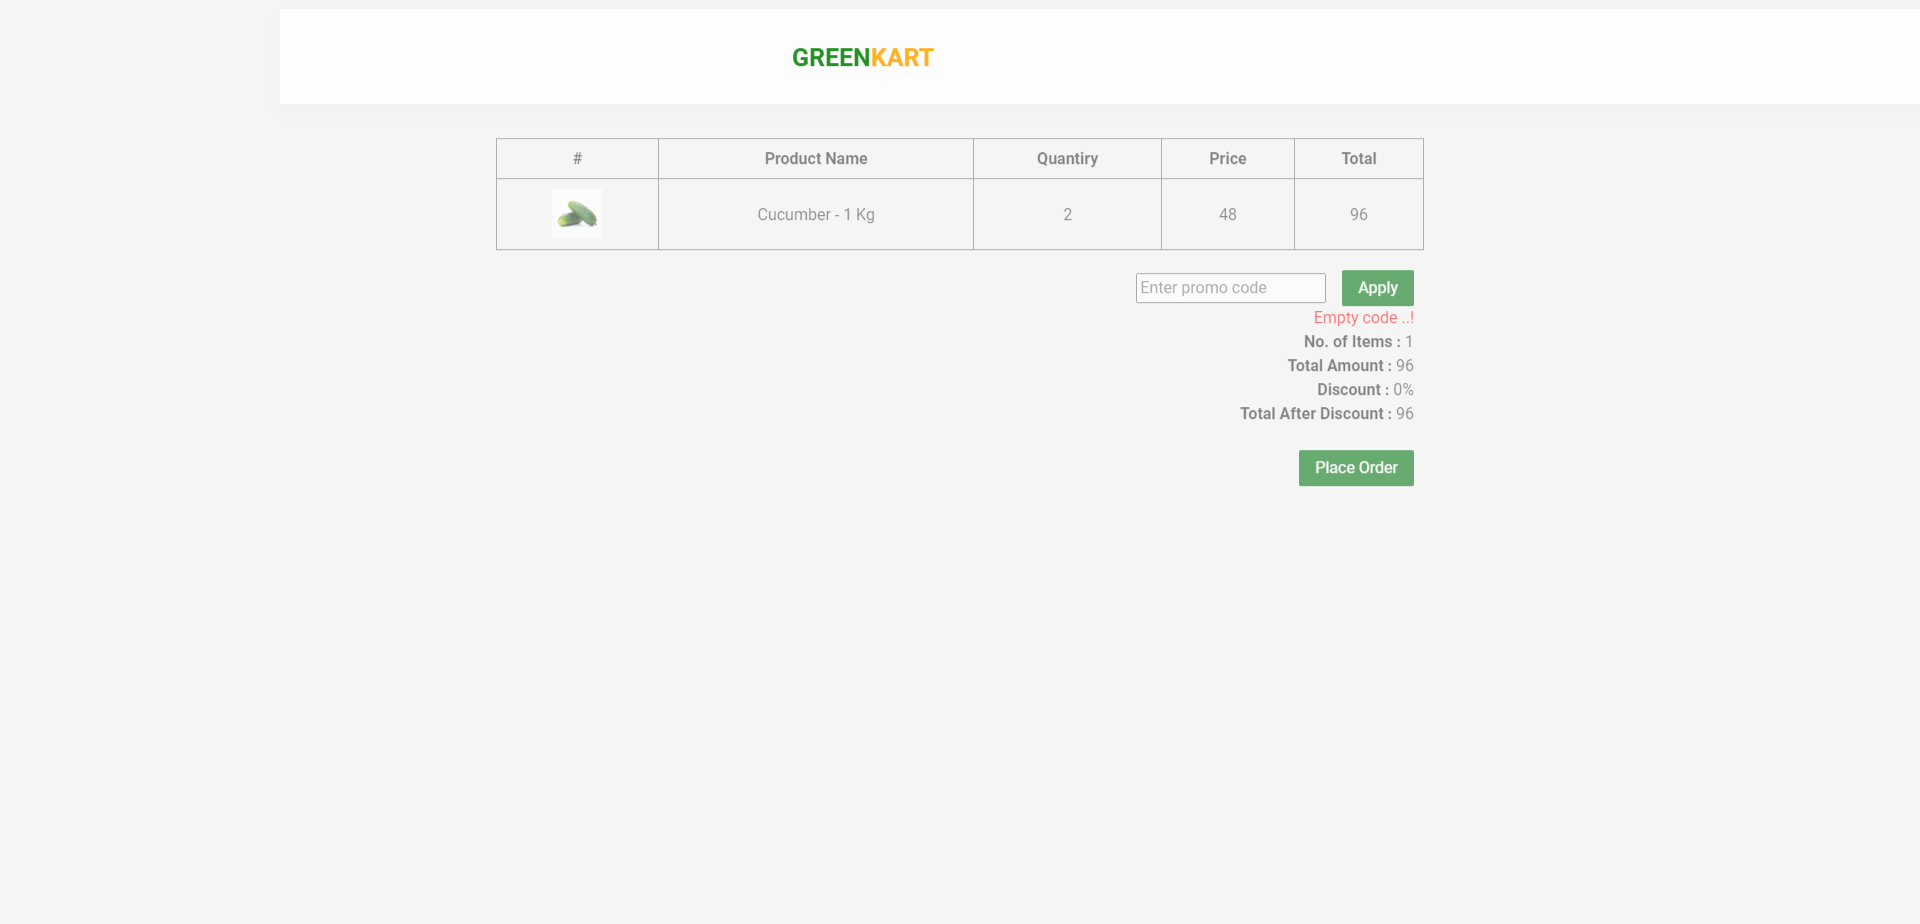 GREENKART
# Product Name Quantiry Price Total
Cucumber - 1 Kg 2 48 96
Enter promo code Apply
Empty code ..!
No. of Items : 1
Total Amount : 96
Discount : 0%
Total After Discount : 96
Place Order